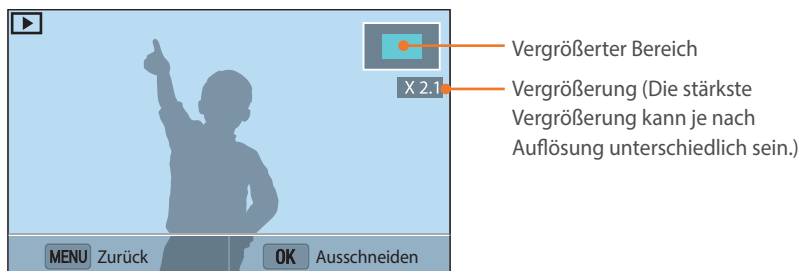 Vergrößerter Bereich
X 2.1
Vergrößerung (Die stärkste
Vergrößerung kann je nach
Auflösung unterschiedlich sein.)
MENU Zurück
OK Ausschneiden